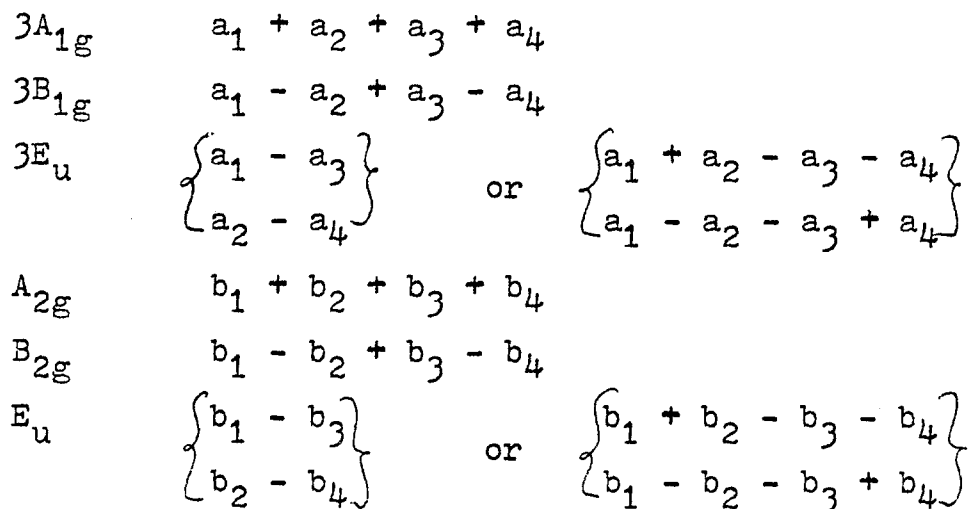 3A₁g a₁ + a₂ + a₃ + a₄
3B₁g a₁ - a₂ + a₃ - a₄
3Eᵤ {a₁ - a₃} or {a₁ + a₂ - a₃ - a₄}
{a₂ - a₄} {a₁ - a₂ - a₃ + a₄}
A₂g b₁ + b₂ + b₃ + b₄
B₂g b₁ - b₂ + b₃ - b₄
Eᵤ {b₁ - b₃} or {b₁ + b₂ - b₃ - b₄}
{b₂ - b₄} {b₁ - b₂ - b₃ + b₄}